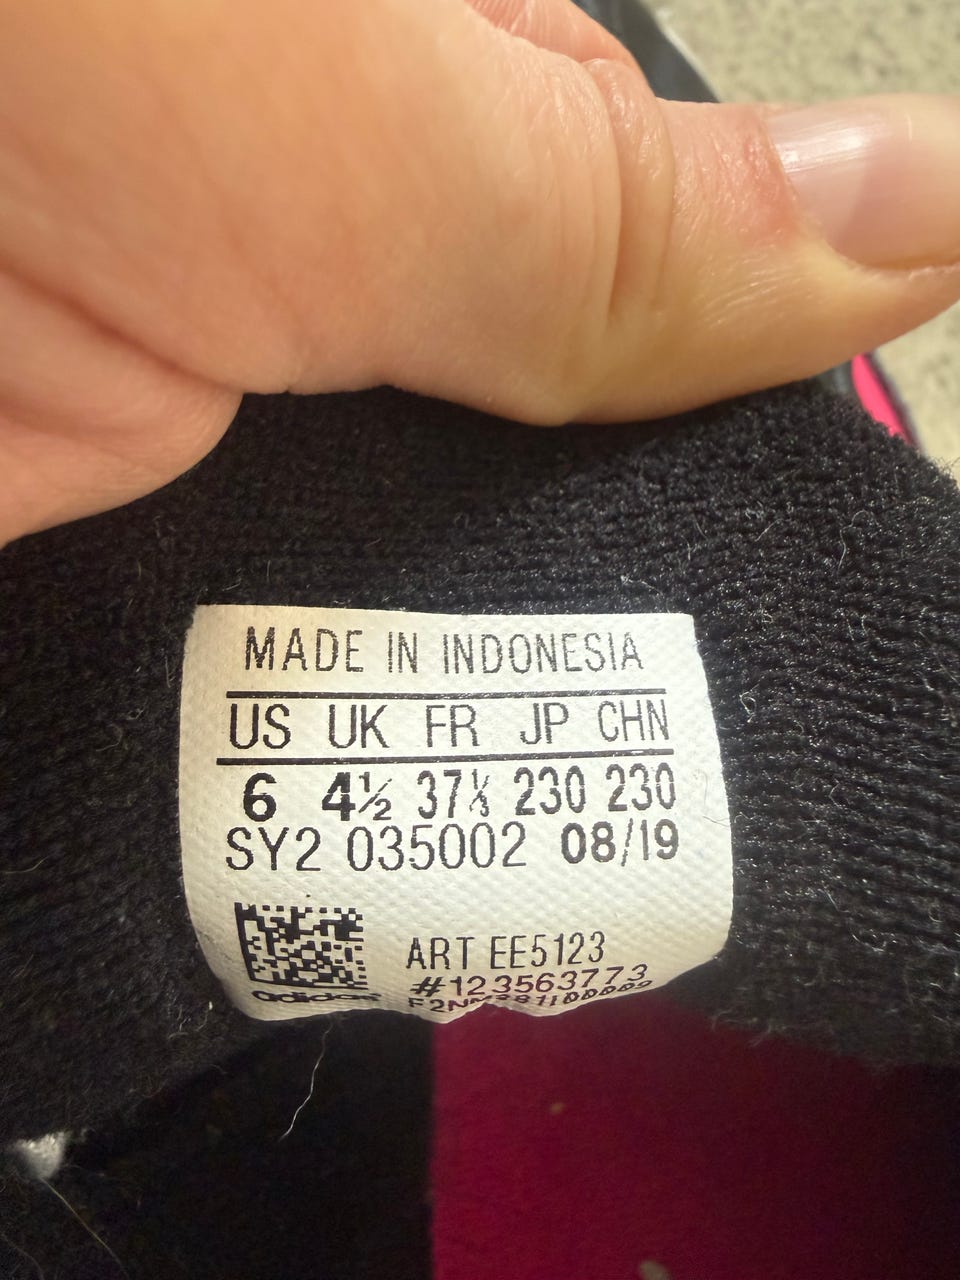 MADE IN INDONESIA
US UK FR JP CHN
6 4½ 37⅓ 230 230
SY2 035002 08/19
ART EE5123
#123563773
adidas